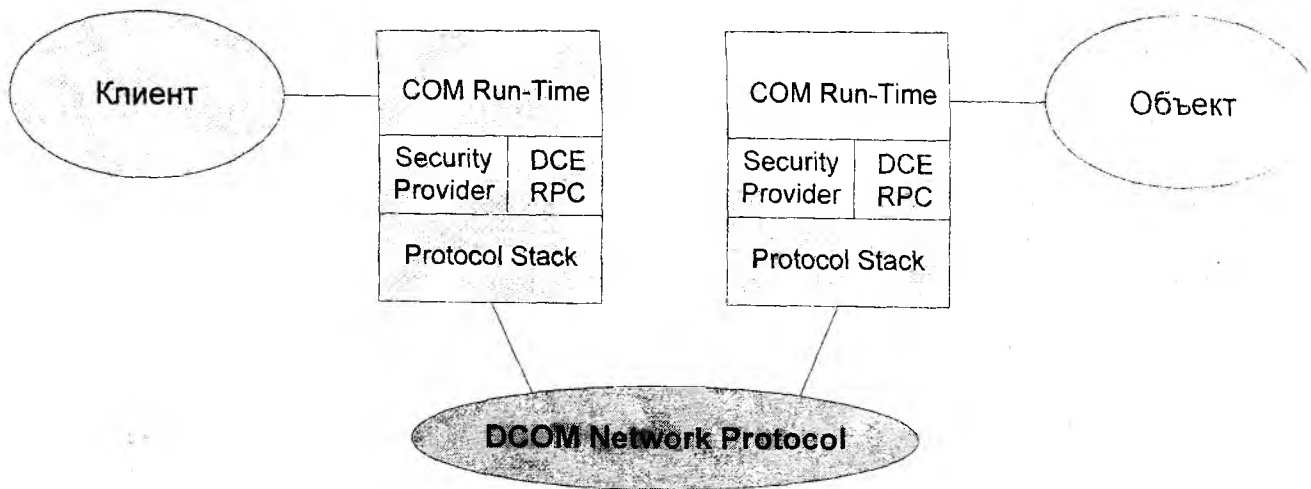 Клиент
COM Run-Time
Security
Provider
DCE
RPC
Protocol Stack
COM Run-Time
Security
Provider
DCE
RPC
Protocol Stack
Объект
DCOM Network Protocol